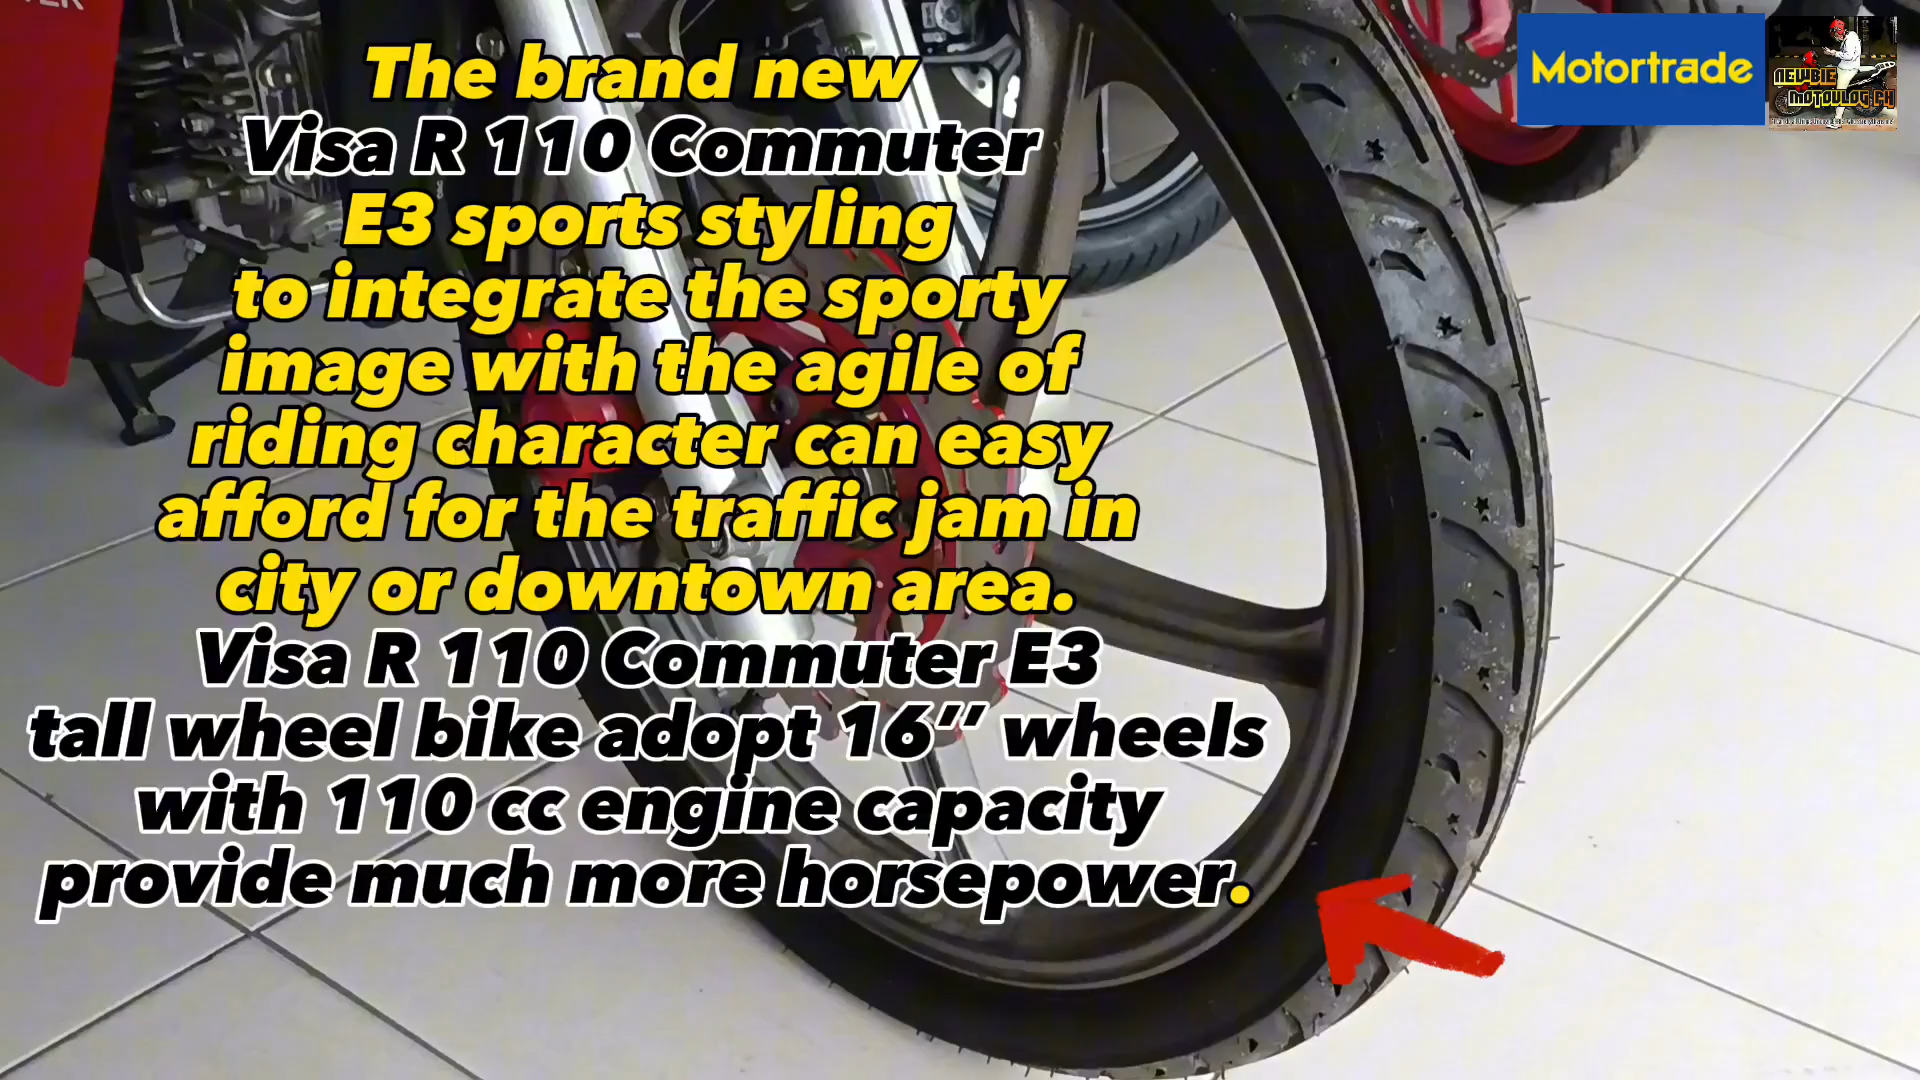 The brand new
Visa R 110 Commuter
E3 sports styling
to integrate the sporty
image with the agile of
riding character can easy
afford for the traffic jam in
city or downtown area.
Visa R 110 Commuter E3
tall wheel bike adopt 16’’ wheels
with 110 cc engine capacity
provide much more horsepower.
Motortrade
NEWBIE
MOTOVLOG PH